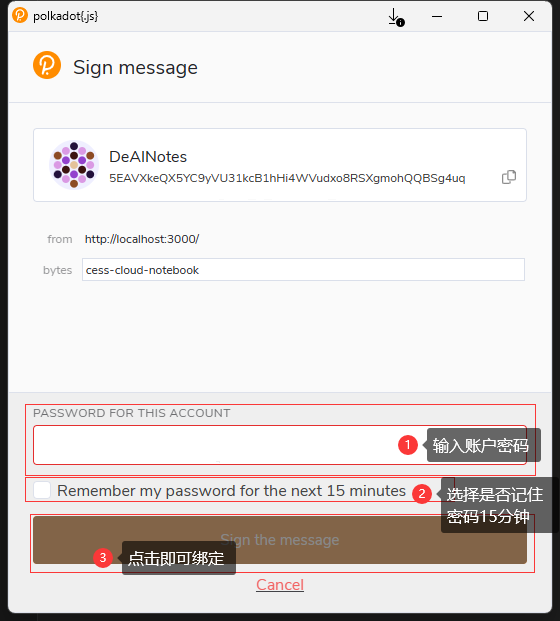 polkadot{.js}
Sign message
DeAINotes
5EAVXkeQX5YC9yVU31kcB1hHi4WVudxo8RSXgmohQQBSg4uq
from http://localhost:3000/
bytes cess-cloud-notebook
PASSWORD FOR THIS ACCOUNT
1 输入账户密码
Remember my password for the next 15 minutes
2 选择是否记住
密码15分钟
Sign the message
3 点击即可绑定
Cancel